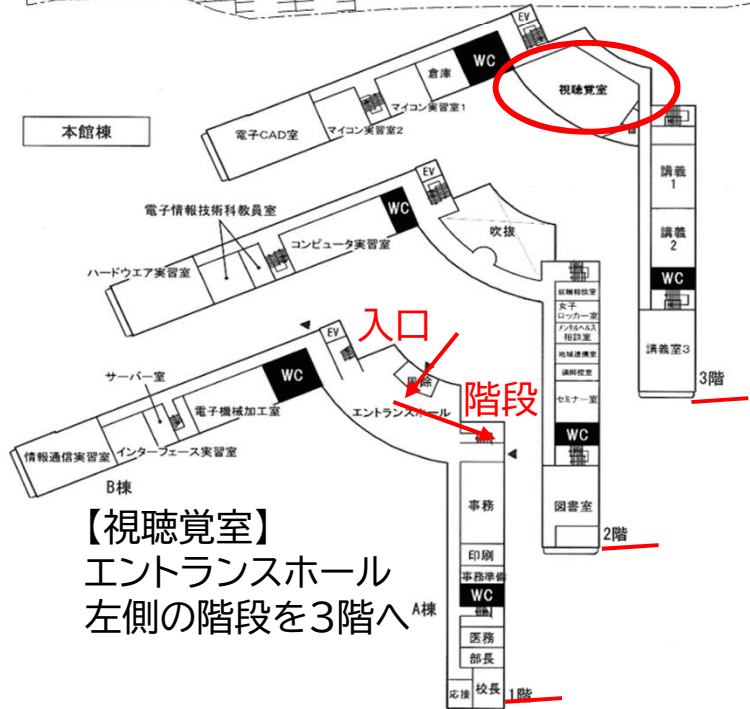 本館棟
EV
WC
倉庫
マイコン実習室1
マイコン実習室2
電子CAD室
視聴覚室
講義
1
講義
2
WC
講義室3
3階
EV
WC
吹抜
電子情報技術科教員室
コンピュータ実習室
ハードウエア実習室
就職相談室
女子
ロッカー室
メンタルヘルス
相談室
地域連携室
講師控室
セミナー室
WC
図書室
2階
入口
階段
EV
風除
エントランスホール
WC
サーバー室
電子機械加工室
情報通信実習室
インターフェース実習室
B棟
事務
印刷
事務準備
WC
A棟
医務
部長
応接
校長
1階
【視聴覚室】
エントランスホール
左側の階段を3階へ